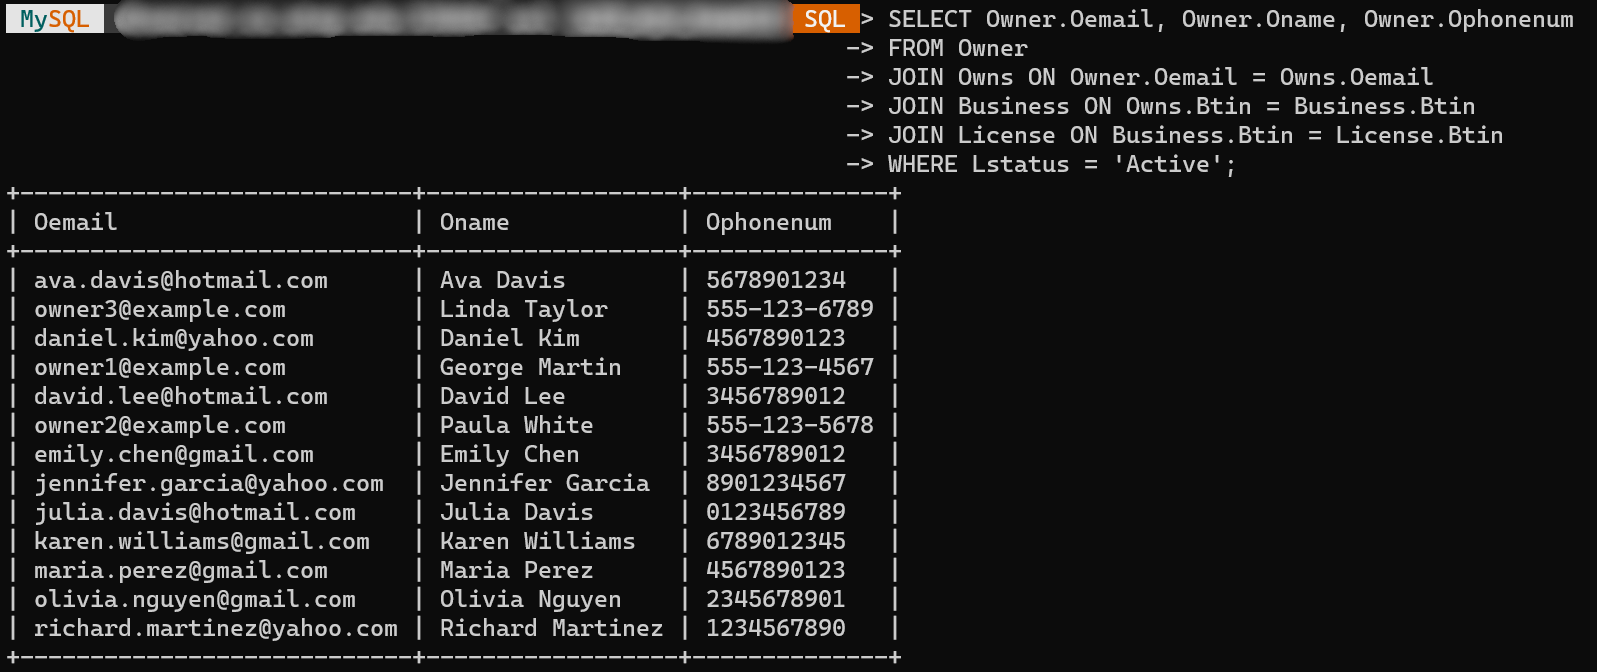 MySQL SQL > SELECT Owner.Oemail, Owner.Oname, Owner.Ophonenum
-> FROM Owner
-> JOIN Owns ON Owner.Oemail = Owns.Oemail
-> JOIN Business ON Owns.Btin = Business.Btin
-> JOIN License ON Business.Btin = License.Btin
-> WHERE Lstatus = 'Active';
+----------------------------+------------------+--------------+
| Oemail                     | Oname            | Ophonenum    |
+----------------------------+------------------+--------------+
| ava.davis@hotmail.com      | Ava Davis        | 5678901234   |
| owner3@example.com         | Linda Taylor     | 555-123-6789 |
| daniel.kim@yahoo.com       | Daniel Kim       | 4567890123   |
| owner1@example.com         | George Martin    | 555-123-4567 |
| david.lee@hotmail.com      | David Lee        | 3456789012   |
| owner2@example.com         | Paula White      | 555-123-5678 |
| emily.chen@gmail.com       | Emily Chen       | 3456789012   |
| jennifer.garcia@yahoo.com  | Jennifer Garcia  | 8901234567   |
| julia.davis@hotmail.com    | Julia Davis      | 0123456789   |
| karen.williams@gmail.com   | Karen Williams   | 6789012345   |
| maria.perez@gmail.com      | Maria Perez      | 4567890123   |
| olivia.nguyen@gmail.com    | Olivia Nguyen    | 2345678901   |
| richard.martinez@yahoo.com | Richard Martinez | 1234567890   |
+----------------------------+------------------+--------------+